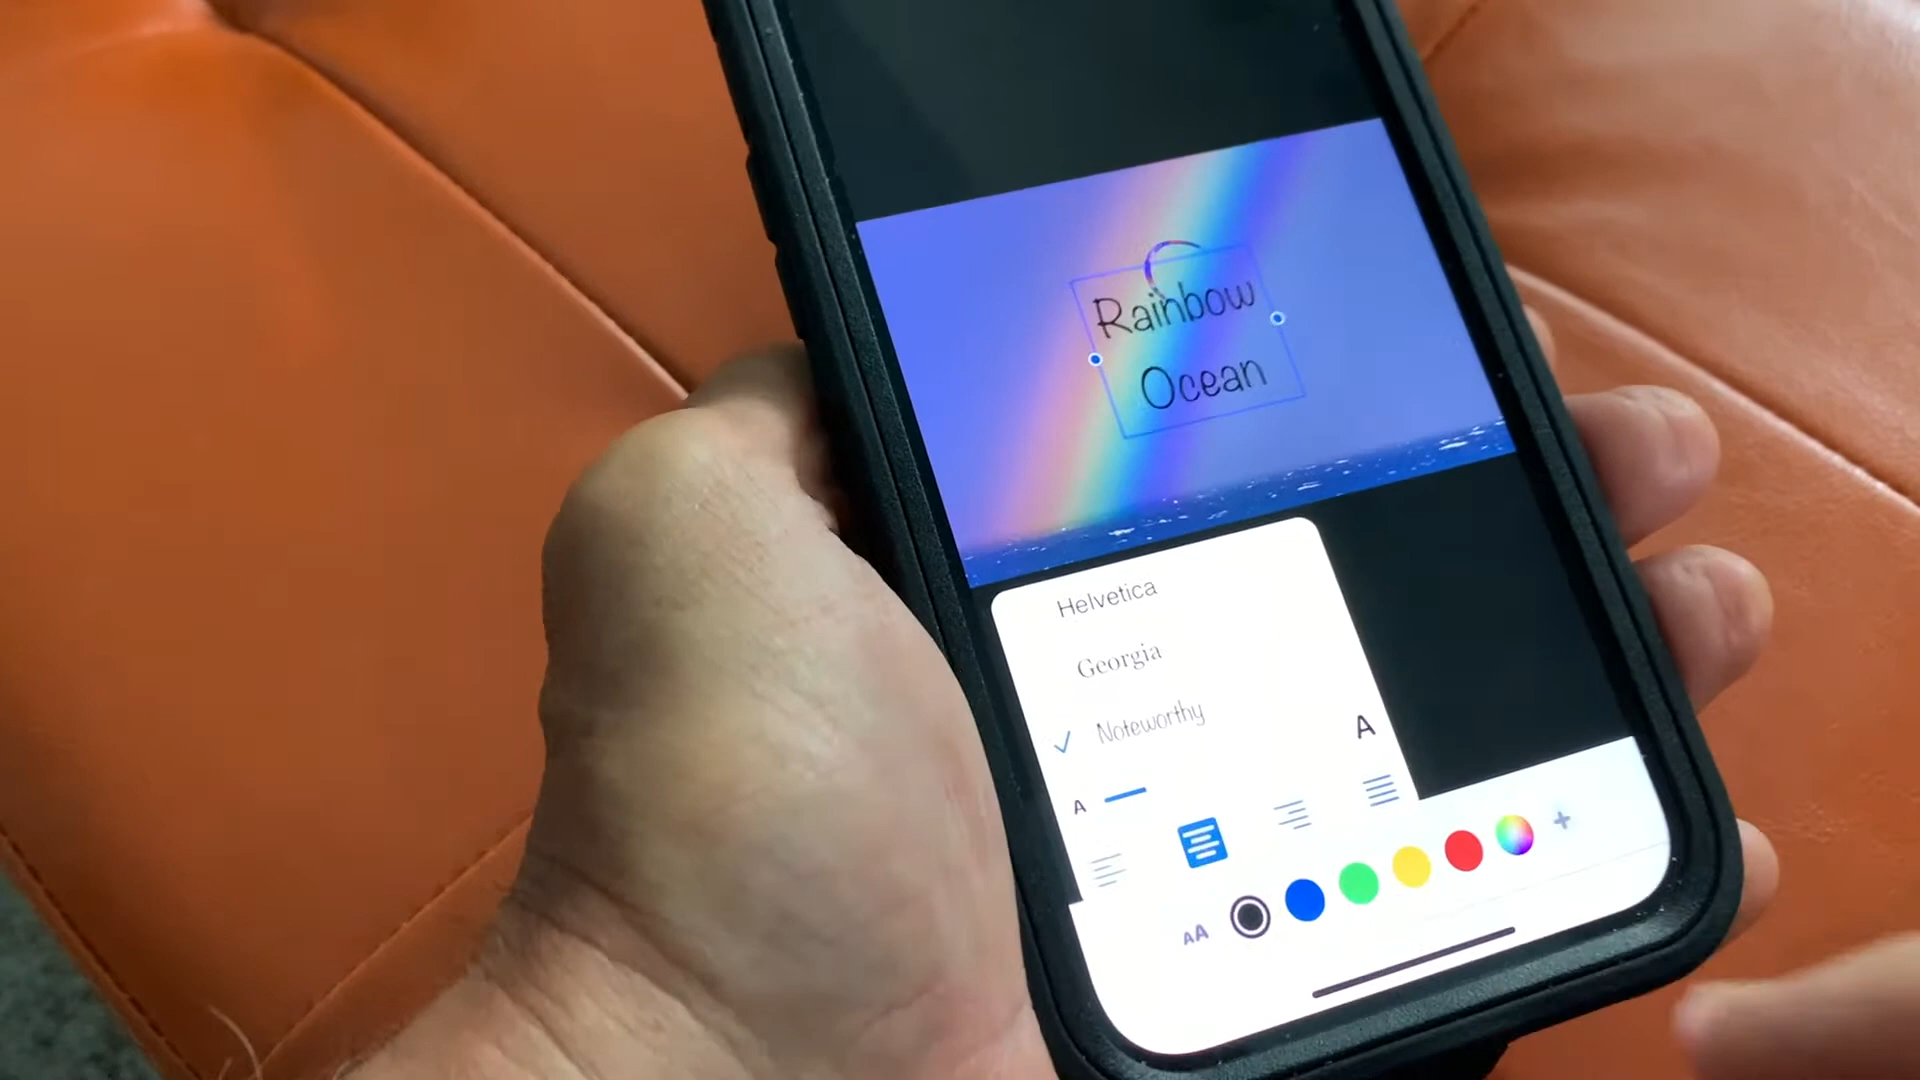 Rainbow
Ocean
Helvetica
Georgia
Noteworthy
A
A
AA